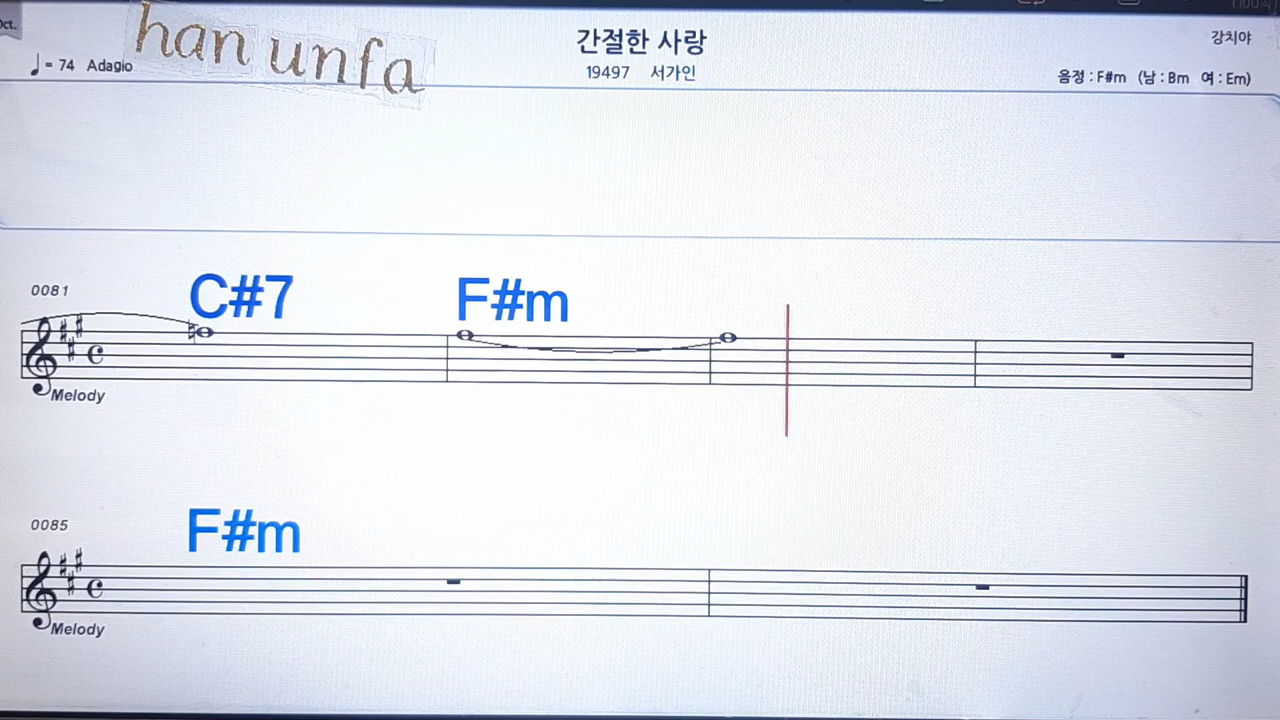 han unfa
간절한 사랑
강치야
♩= 74 Adagio
19497 서가인
음정 : F#m (남 : Bm 여 : Em)
0081
C#7 F#m
Melody
0085
F#m
Melody